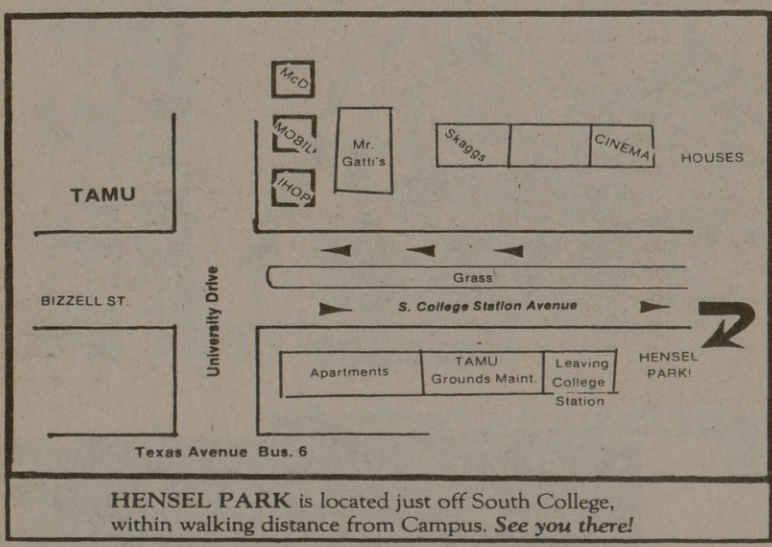 McD
MOBIL
IHOP
Mr.
Gatti's
Skaggs
CINEMA
HOUSES
TAMU
Grass
BIZZELL ST.
University Drive
S. College Station Avenue
Apartments
TAMU
Grounds Maint.
Leaving
College
Station
HENSEL
PARK!
Texas Avenue Bus. 6
HENSEL PARK is located just off South College,
within walking distance from Campus. See you there!